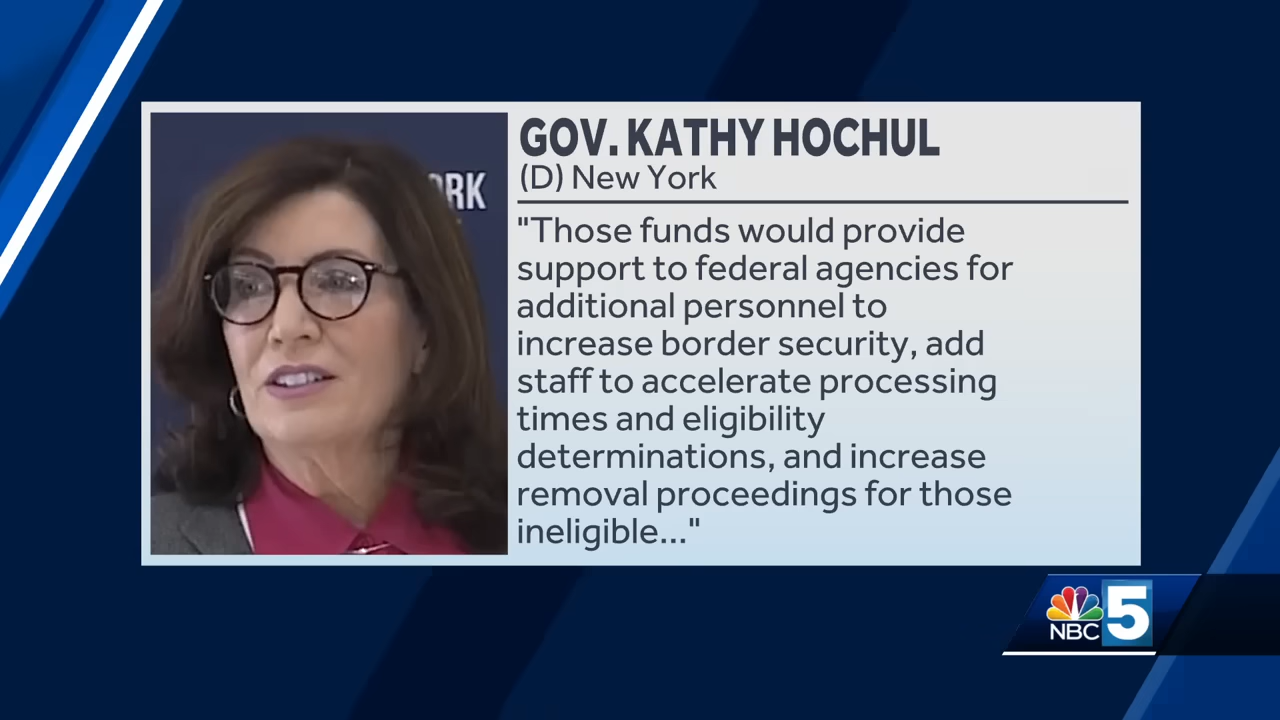 GOV. KATHY HOCHUL
(D) New York
"Those funds would provide
support to federal agencies for
additional personnel to
increase border security, add
staff to accelerate processing
times and eligibility
determinations, and increase
removal proceedings for those
ineligible..."
ORK
NBC 5